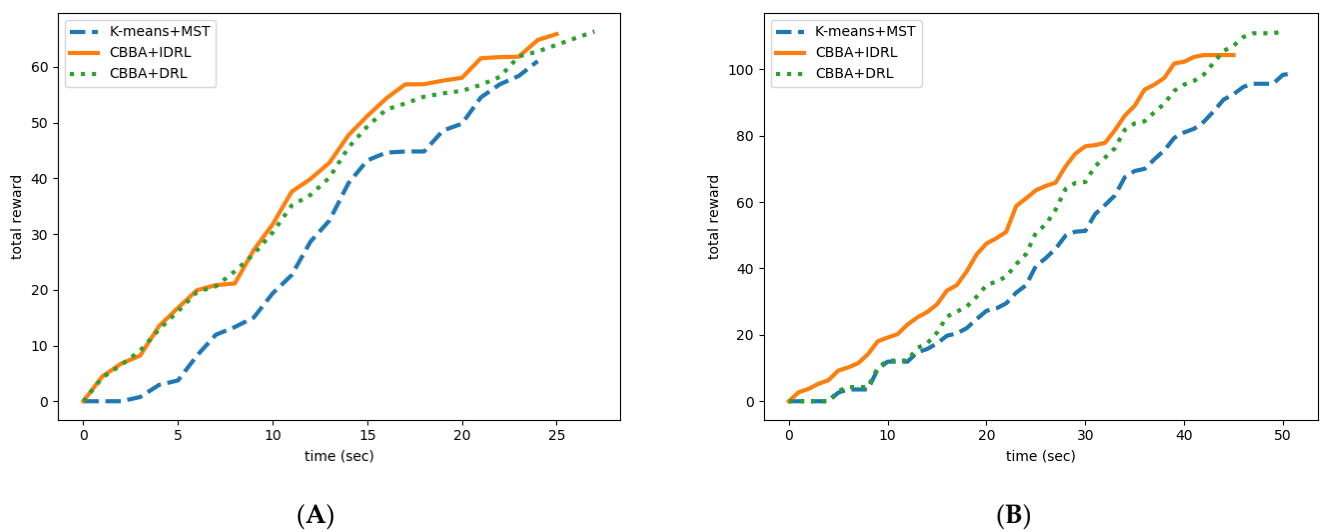 K-means+MST
CBBA+IDRL
CBBA+DRL
total reward
60
50
40
30
20
10
0
0 5 10 15 20 25
time (sec)
(A)
K-means+MST
CBBA+IDRL
CBBA+DRL
total reward
100
80
60
40
20
0
0 10 20 30 40 50
time (sec)
(B)